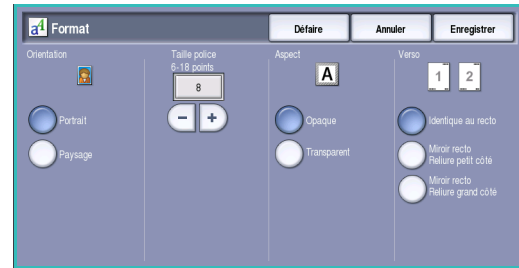 Format
Défaire
Annuler
Enregistrer
Orientation
Portrait
Paysage
Taille police
6-18 points
8
Aspect
A
Opaque
Transparent
Verso
1 2
Identique au recto
Miroir recto
Reliure petit côté
Miroir recto
Reliure grand côté